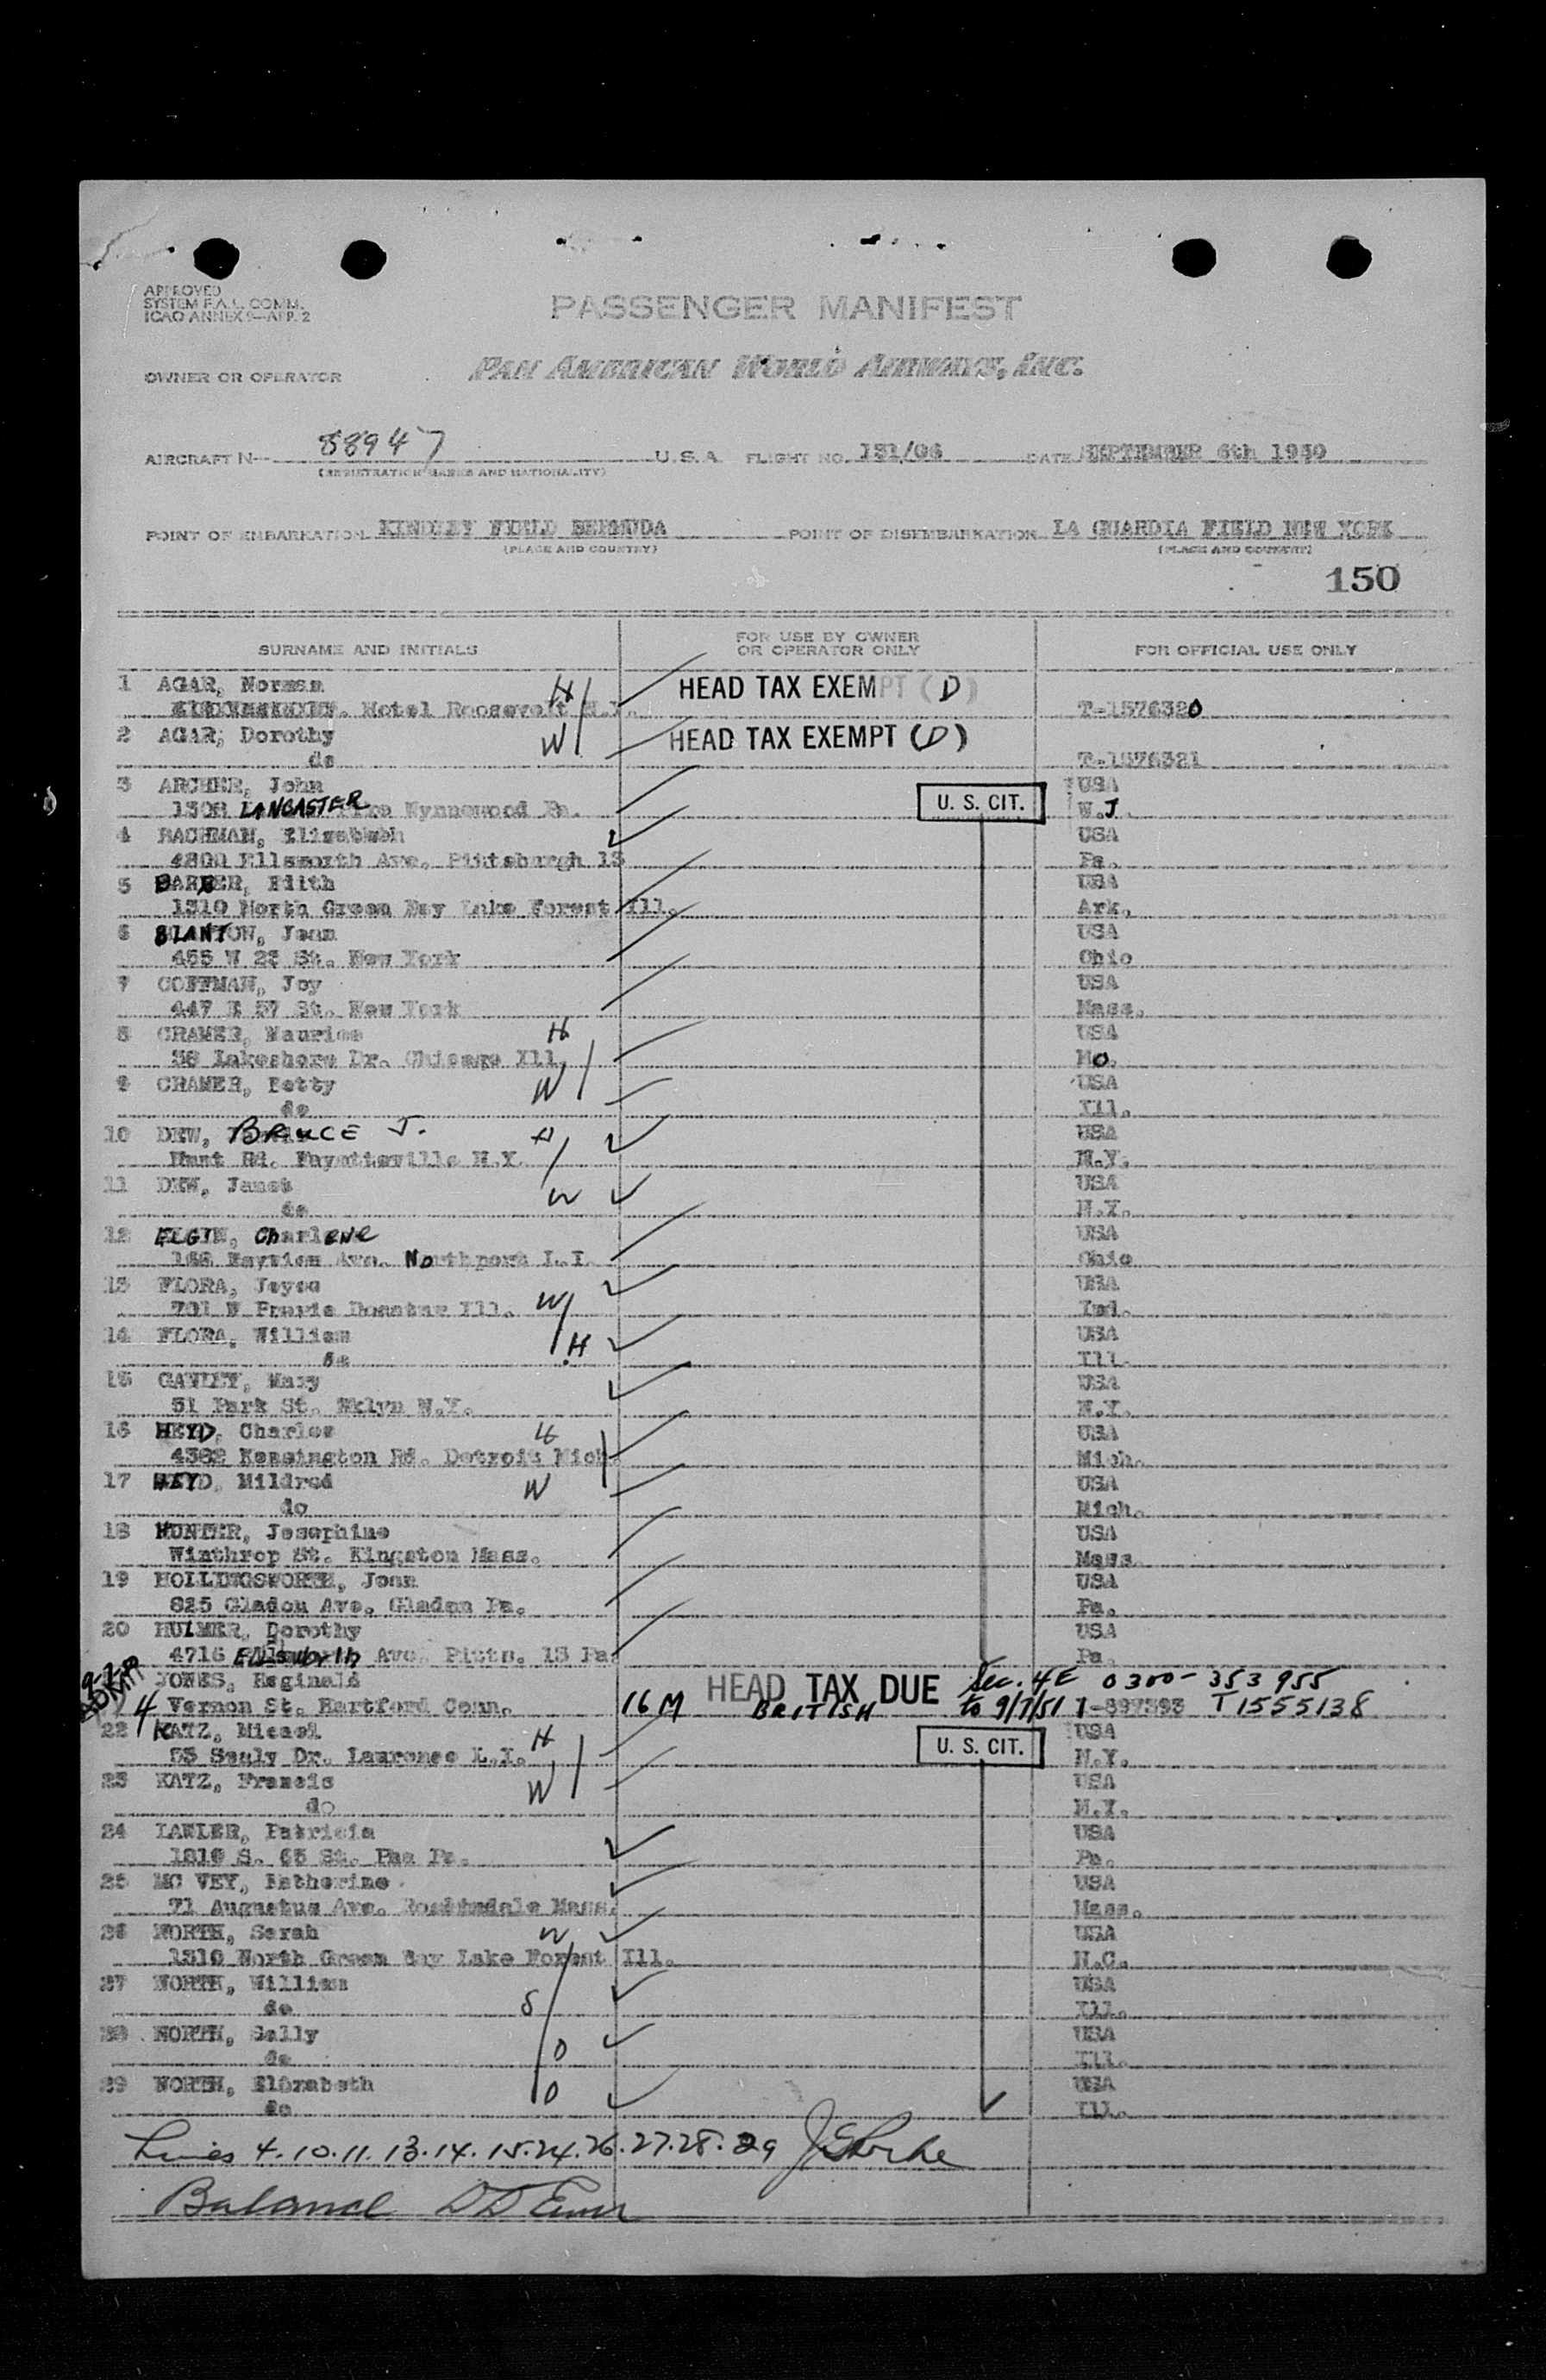 APPROVED
SYSTEM F.A.L. COMM.
ICAO ANNEX 9—APP. 2
PASSENGER MANIFEST
OWNER OR OPERATOR PAN AMERICAN WORLD AIRWAYS, INC.
AIRCRAFT N— 88947 U.S.A. FLIGHT NO. 131/06 DATE SEPTEMBER 6th 1950
(REGISTRATION MARKS AND NATIONALITY)
POINT OF EMBARKATION KINDLEY FIELD BERMUDA POINT OF DISEMBARKATION LA GUARDIA FIELD NEW YORK
(PLACE AND COUNTRY) (PLACE AND COUNTRY)
150
SURNAME AND INITIALS FOR USE BY OWNER OR OPERATOR ONLY FOR OFFICIAL USE ONLY
1 AGAR, Norman H HEAD TAX EXEMPT (D)
Hotel Roosevelt N.Y. T-1576320
2 AGAR, Dorothy W HEAD TAX EXEMPT (D)
do T-1576321
3 ARCHER, John USA
1308 LANCASTER Wynnewood Pa. U. S. CIT. W.J.
4 BACHMAN, Elizabeth USA
4800 Ellsworth Ave. Pittsburgh 13 Pa.
5 BARBER, Edith USA
1310 North Green Bay Lake Forest Ill. Ark.
6 BLANTON, Jean USA
455 W 23 St. New York Ohio
7 COFFMAN, Joy USA
447 E 57 St. New York Mass.
8 CRAMER, Maurice H USA
Lakeshore Dr. Chicago Ill. Mo.
9 CRAMER, Betty W USA
do Ill.
10 DEW, BRUCE J. H USA
Hunt Rd. Fayetteville N.Y. N.Y.
11 DEW, Janet W USA
do N.Y.
12 ELGIN, Charlene USA
Bayview Ave. Northport L.I. Ohio
13 FLORA, Joyce USA
701 W Ill. W Ind.
14 FLORA, William H USA
do Ill.
15 Mary USA
51 Park St. Bklyn N.Y. N.Y.
16 HEYD, Charles H USA
4362 Kensington Rd. Detroit Mich. Mich.
17 HEYD, Mildred W USA
do Mich.
18 HUNTER, Josephine USA
Winthrop St. Kingston Mass. Mass.
19 HOLLINGSWORTH, Jean USA
825 Pa. Pa.
20 HULMER, Dorothy USA
4716 Ellsworth Ave. Pitts. 13 Pa. Pa.
JONES, Reginald HEAD TAX DUE Sec. 4E 0300-353955
4 Vernon St. Hartford Conn. 16 M BRITISH to 9/7/51 T1555138
22 KATZ, Micael H USA
Dr. Lawrence L.I. U. S. CIT. N.Y.
23 KATZ, Francis W USA
do N.Y.
24 LAWLER, Patricia USA
1810 S. 65 St. Pa.
25 MC VEY, Katherine USA
71 Augustus Ave. Mass. Mass.
26 NORTH, Sarah W USA
1310 North Green Bay Lake Forest Ill. N.C.
27 NORTH, William USA
do S Ill.
28 NORTH, Sally USA
do D Ill.
29 NORTH, Elizabeth USA
do D Ill.
Lines 4.10.11.13.14.15.24.26.27.28.29
Balance